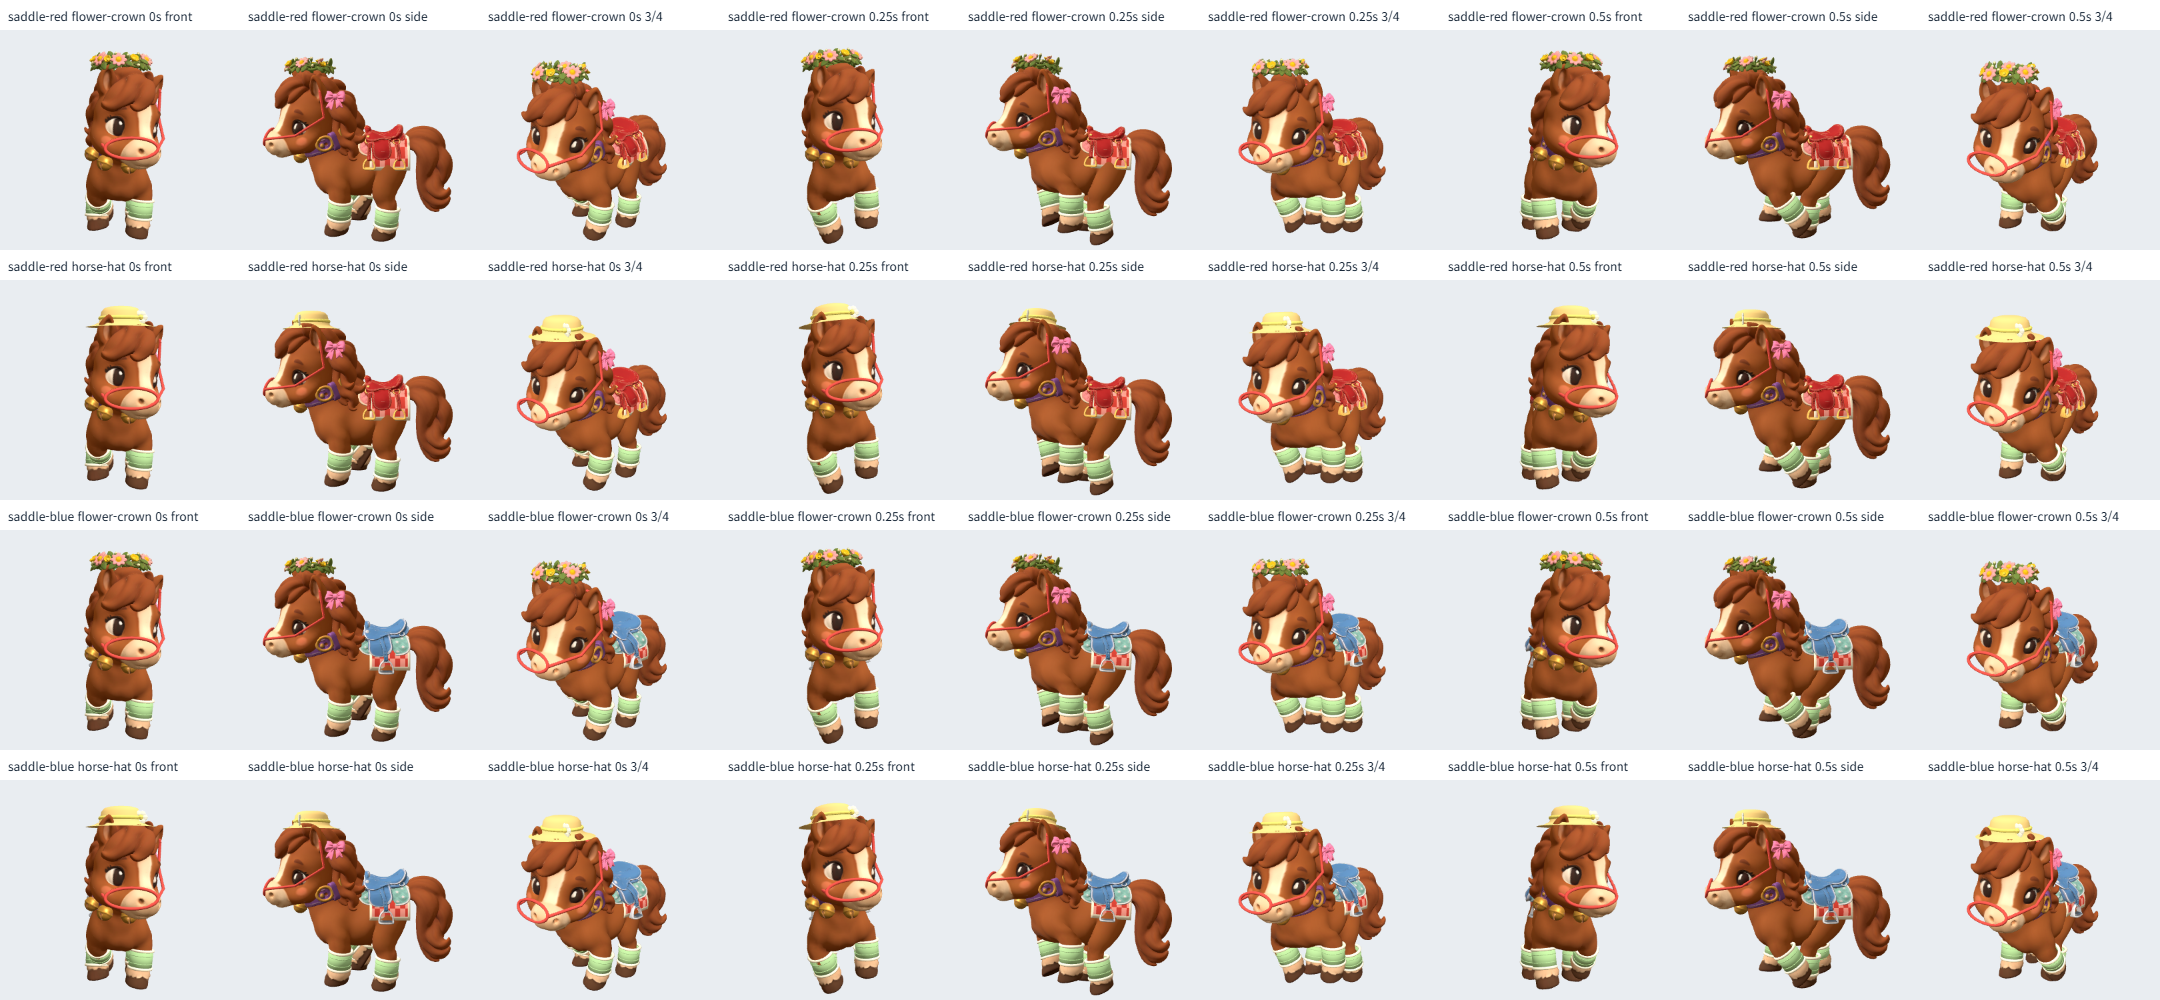 saddle-red flower-crown 0s front
saddle-red flower-crown 0s side
saddle-red flower-crown 0s 3/4
saddle-red flower-crown 0.25s front
saddle-red flower-crown 0.25s side
saddle-red flower-crown 0.25s 3/4
saddle-red flower-crown 0.5s front
saddle-red flower-crown 0.5s side
saddle-red flower-crown 0.5s 3/4
saddle-red horse-hat 0s front
saddle-red horse-hat 0s side
saddle-red horse-hat 0s 3/4
saddle-red horse-hat 0.25s front
saddle-red horse-hat 0.25s side
saddle-red horse-hat 0.25s 3/4
saddle-red horse-hat 0.5s front
saddle-red horse-hat 0.5s side
saddle-red horse-hat 0.5s 3/4
saddle-blue flower-crown 0s front
saddle-blue flower-crown 0s side
saddle-blue flower-crown 0s 3/4
saddle-blue flower-crown 0.25s front
saddle-blue flower-crown 0.25s side
saddle-blue flower-crown 0.25s 3/4
saddle-blue flower-crown 0.5s front
saddle-blue flower-crown 0.5s side
saddle-blue flower-crown 0.5s 3/4
saddle-blue horse-hat 0s front
saddle-blue horse-hat 0s side
saddle-blue horse-hat 0s 3/4
saddle-blue horse-hat 0.25s front
saddle-blue horse-hat 0.25s side
saddle-blue horse-hat 0.25s 3/4
saddle-blue horse-hat 0.5s front
saddle-blue horse-hat 0.5s side
saddle-blue horse-hat 0.5s 3/4